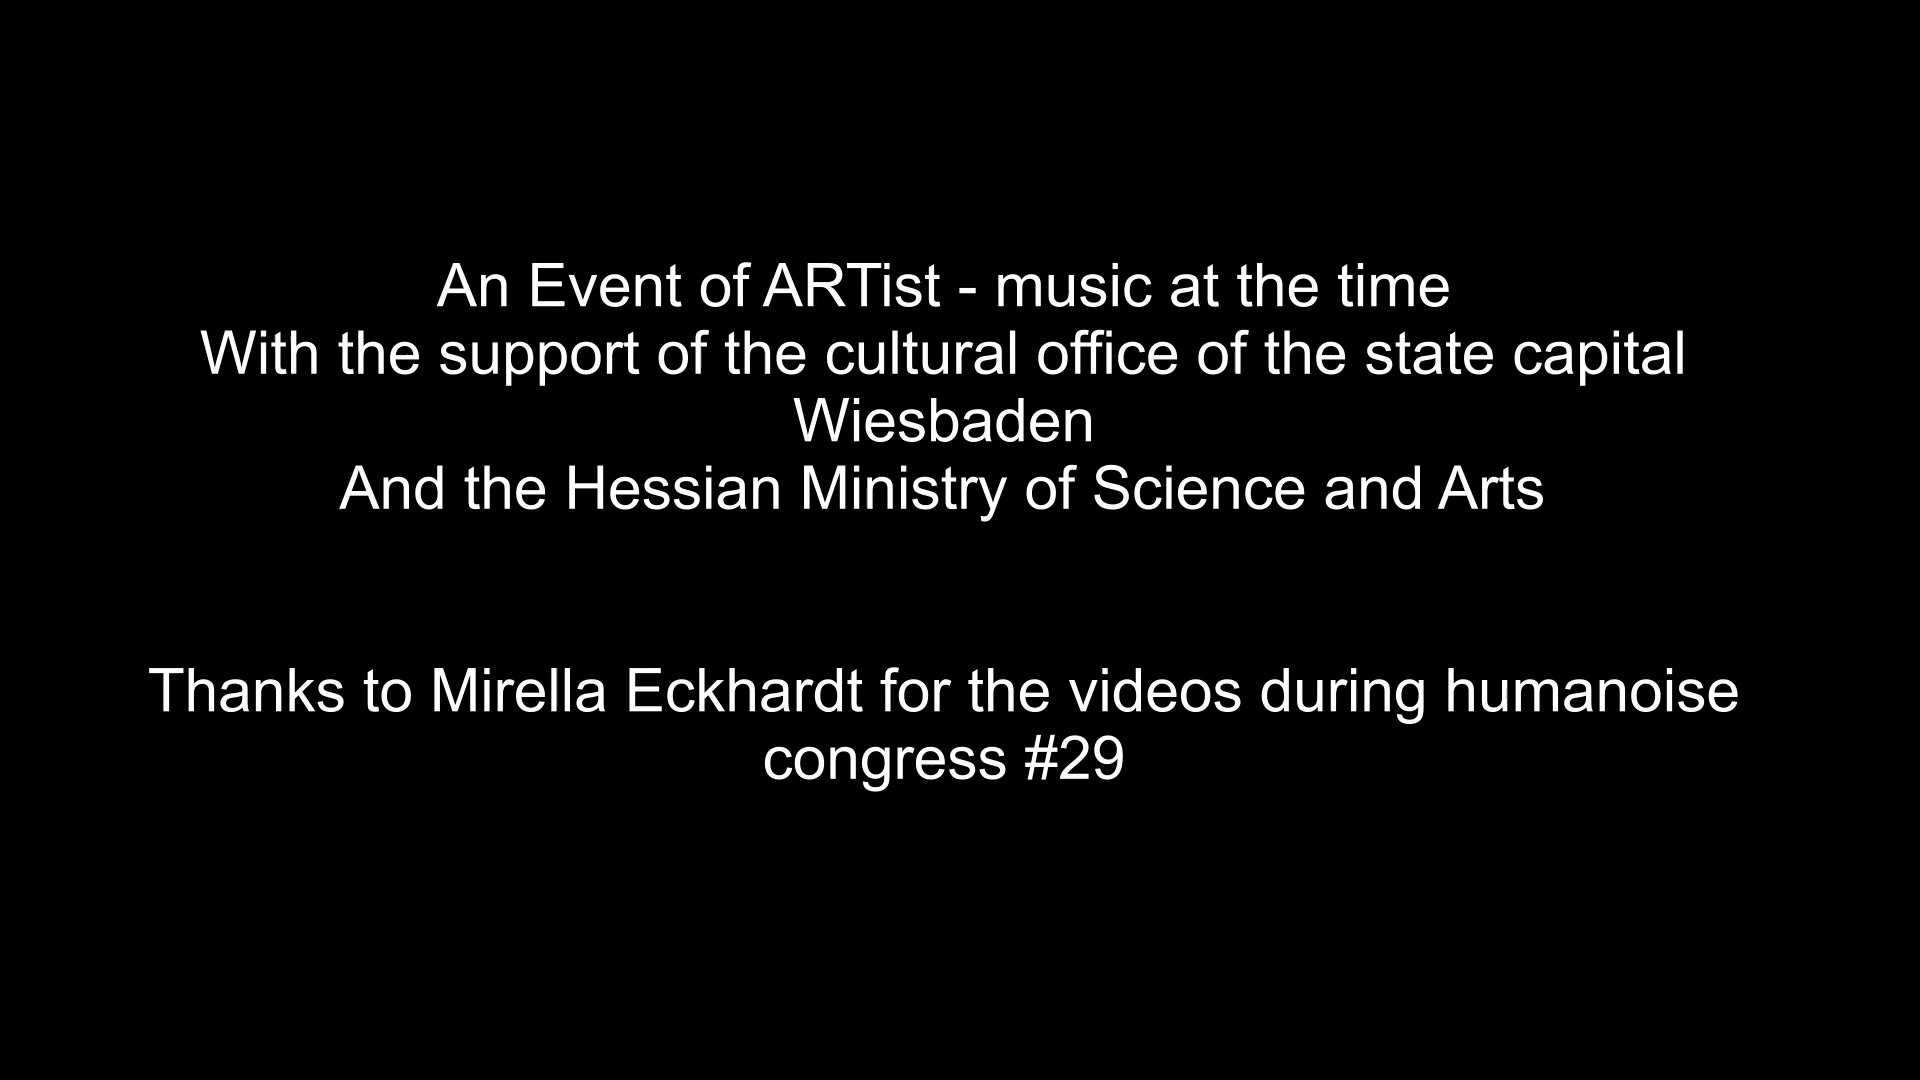 An Event of ARTist - music at the time
With the support of the cultural office of the state capital
Wiesbaden
And the Hessian Ministry of Science and Arts
Thanks to Mirella Eckhardt for the videos during humanoise
congress #29